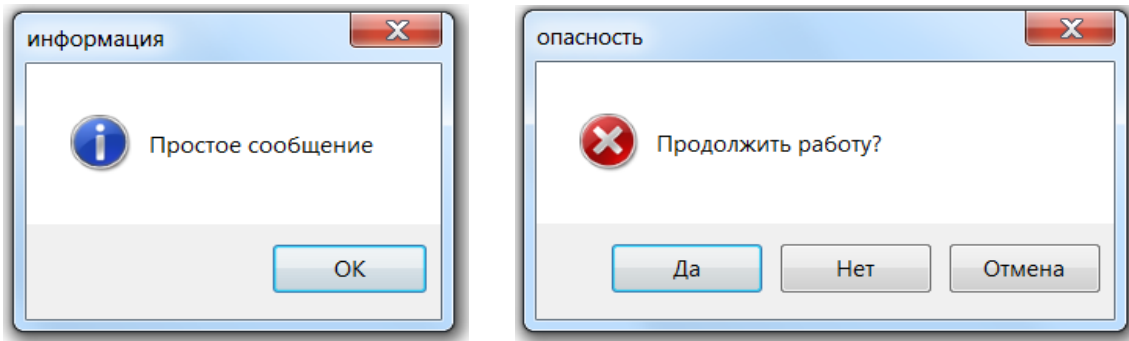 информация
Простое сообщение
OK
опасность
Продолжить работу?
Да
Нет
Отмена